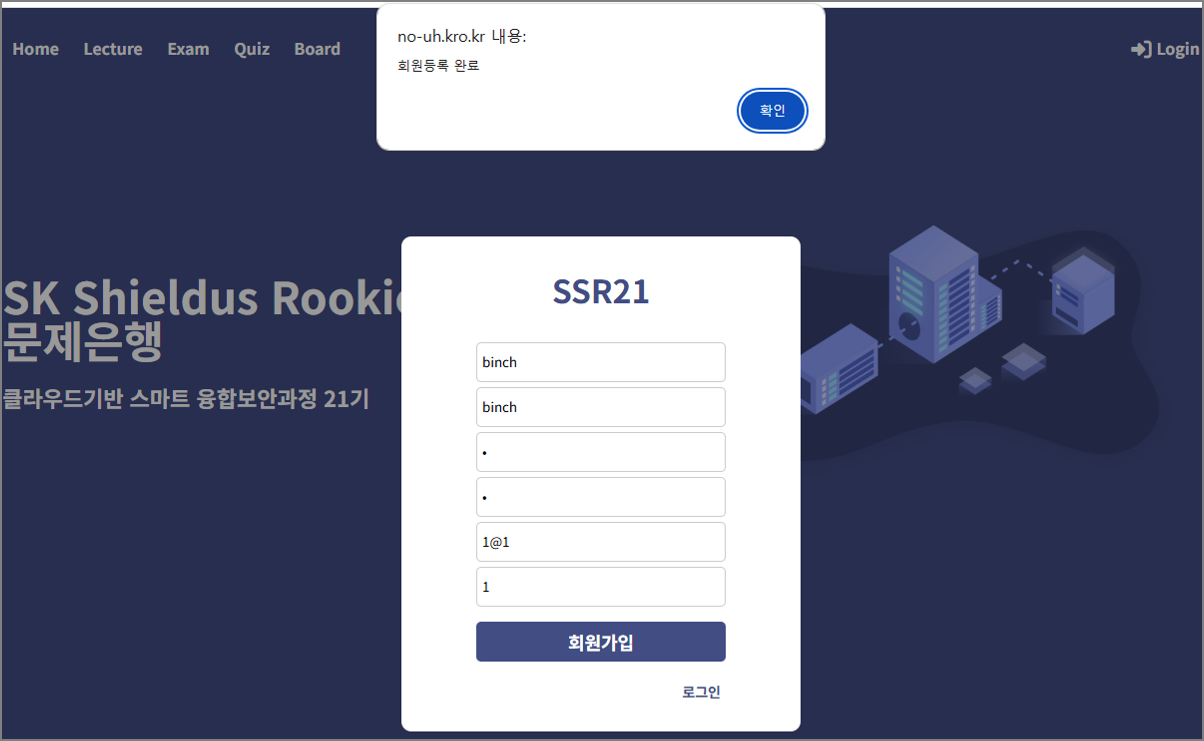 no-uh.kro.kr 내용:
회원등록 완료
확인
Home Lecture Exam Quiz Board
Login
SK Shieldus Rookie
문제은행
클라우드기반 스마트 융합보안과정 21기
SSR21
binch
binch
•
•
1@1
1
회원가입
로그인